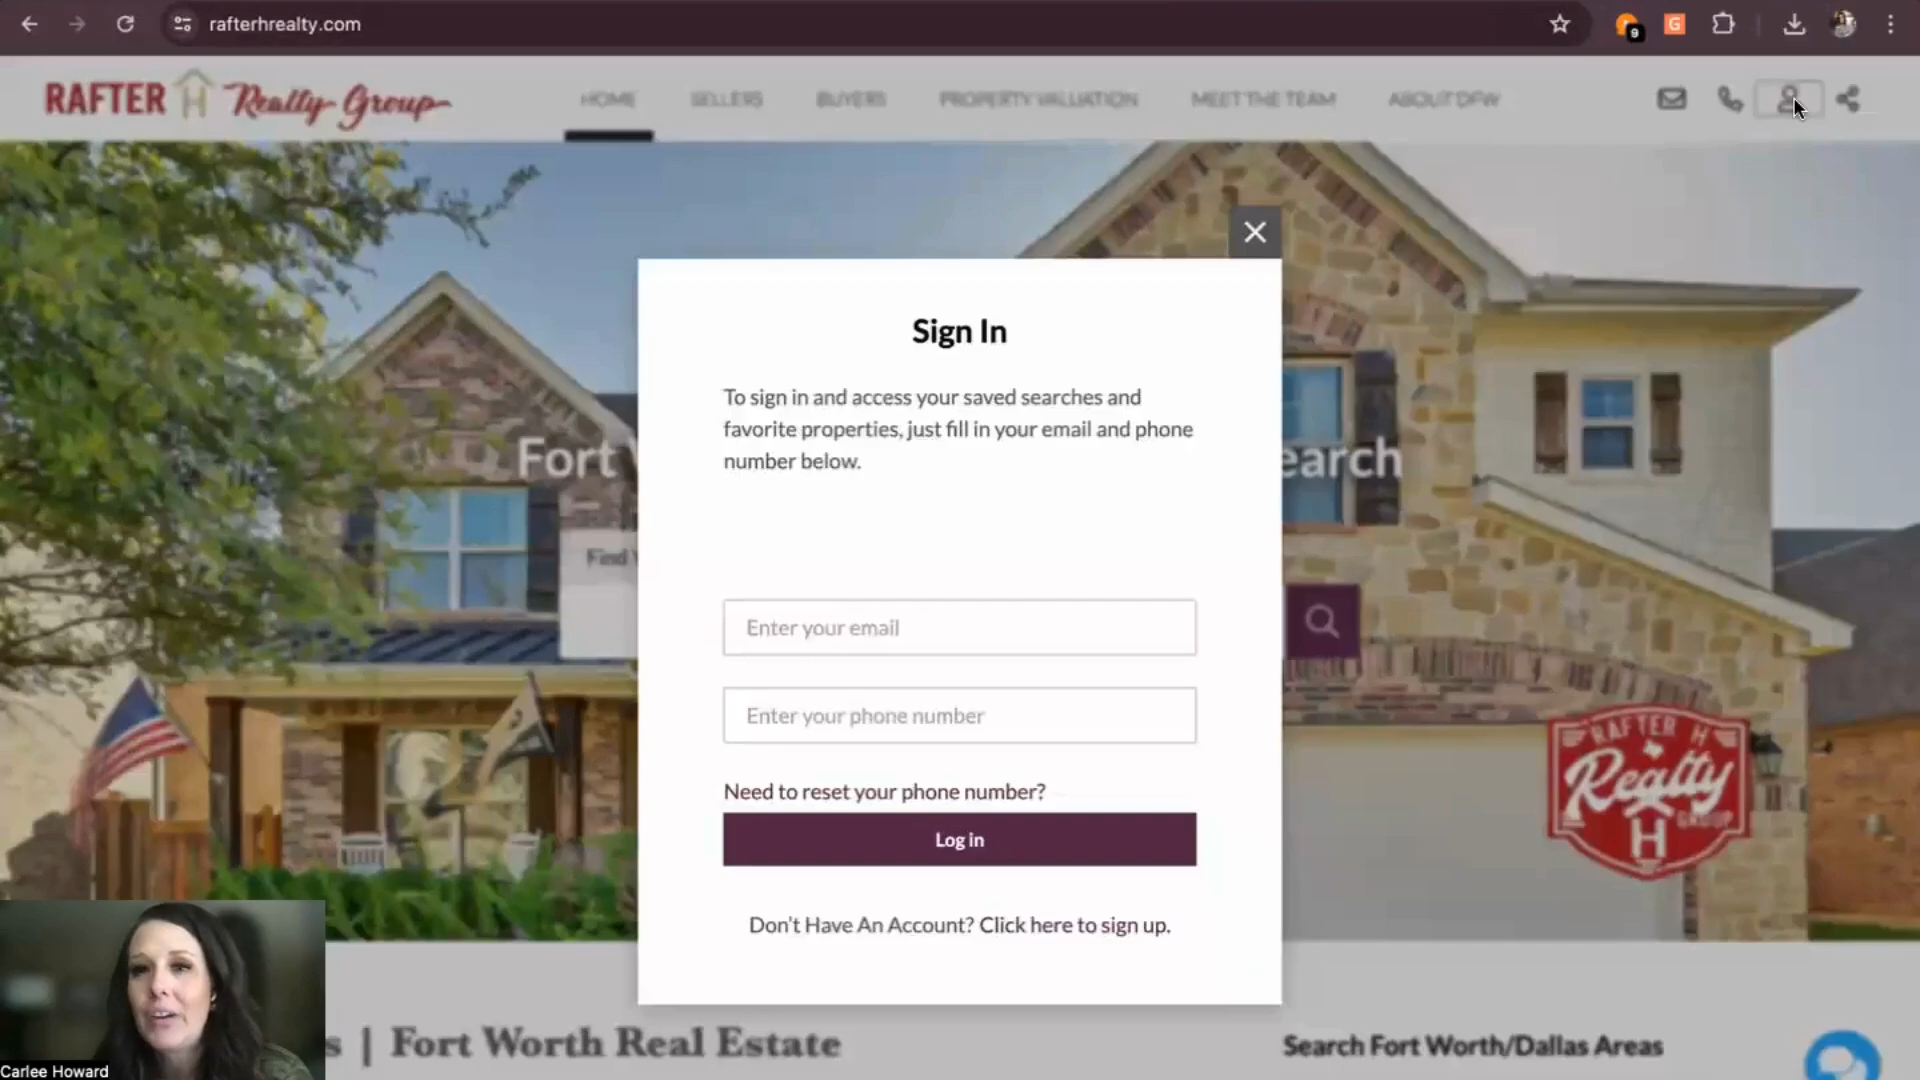 rafterhrealty.com
9
G
RAFTER H Realty Group
HOME
SELLERS
BUYERS
PROPERTY VALUATION
MEET THE TEAM
ABOUT DFW
Sign In
To sign in and access your saved searches and
favorite properties, just fill in your email and phone
number below.
Fort
earch
Find
Enter your email
Enter your phone number
Need to reset your phone number?
Log in
Don't Have An Account? Click here to sign up.
RAFTER H
Realty
GROUP
H
s | Fort Worth Real Estate
Search Fort Worth/Dallas Areas
Carlee Howard